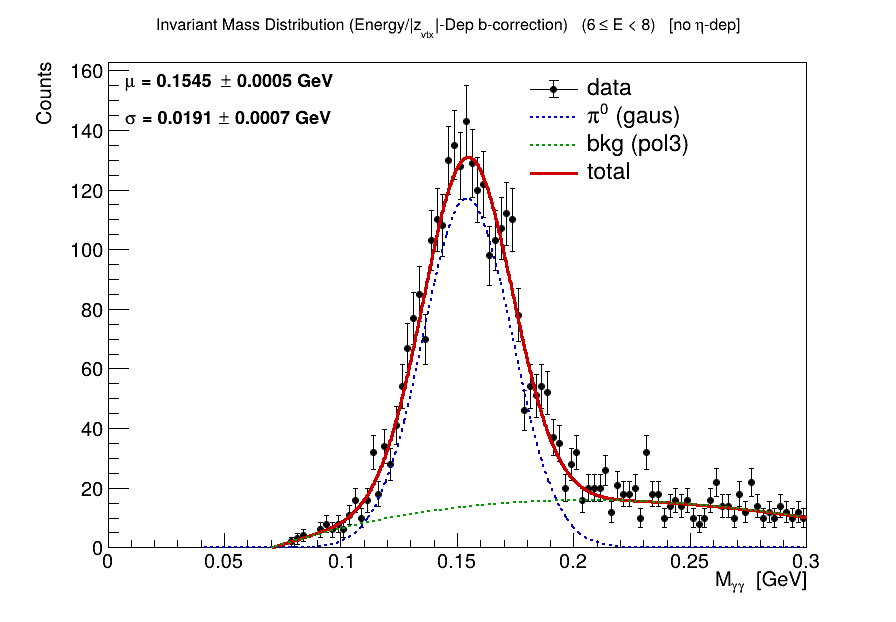 Invariant Mass Distribution (Energy/|z_vtx|-Dep b-correction) (6 ≤ E < 8) [no η-dep]
Counts
160
140
120
100
80
60
40
20
0
μ = 0.1545 ± 0.0005 GeV
σ = 0.0191 ± 0.0007 GeV
data
π⁰ (gaus)
bkg (pol3)
total
0 0.05 0.1 0.15 0.2 0.25 0.3
M_γγ [GeV]